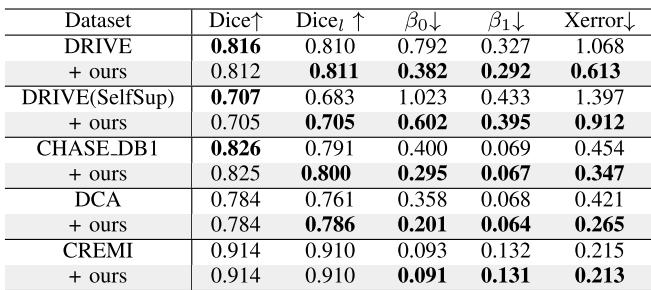 Dataset Dice↑ Dice_l ↑ β₀↓ β₁↓ Xerror↓
DRIVE 0.816 0.810 0.792 0.327 1.068
+ ours 0.812 0.811 0.382 0.292 0.613
DRIVE(SelfSup) 0.707 0.683 1.023 0.433 1.397
+ ours 0.705 0.705 0.602 0.395 0.912
CHASE_DB1 0.826 0.791 0.400 0.069 0.454
+ ours 0.825 0.800 0.295 0.067 0.347
DCA 0.784 0.761 0.358 0.068 0.421
+ ours 0.784 0.786 0.201 0.064 0.265
CREMI 0.914 0.910 0.093 0.132 0.215
+ ours 0.914 0.910 0.091 0.131 0.213